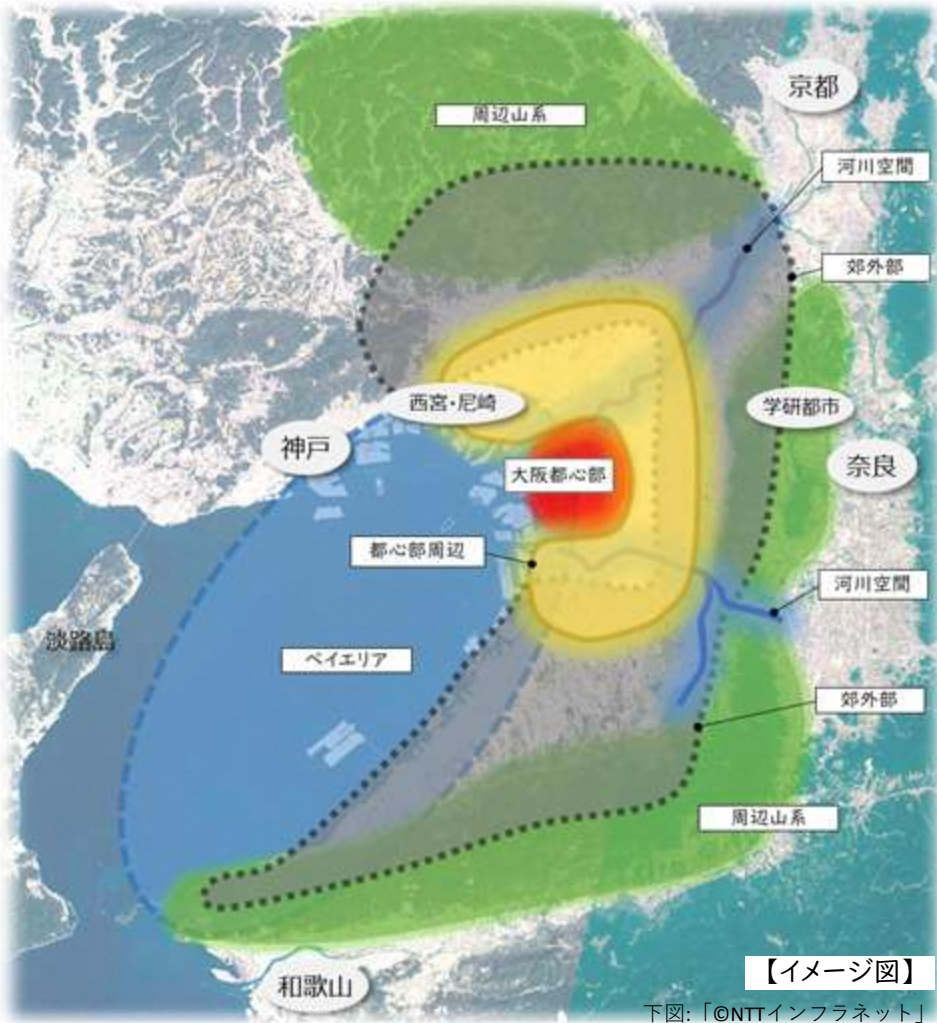 京都
周辺山系
河川空間
郊外部
西宮・尼崎
学研都市
神戸
大阪都心部
奈良
都心部周辺
河川空間
淡路島
ベイエリア
郊外部
周辺山系
和歌山
【イメージ図】
下図:「©NTTインフラネット」